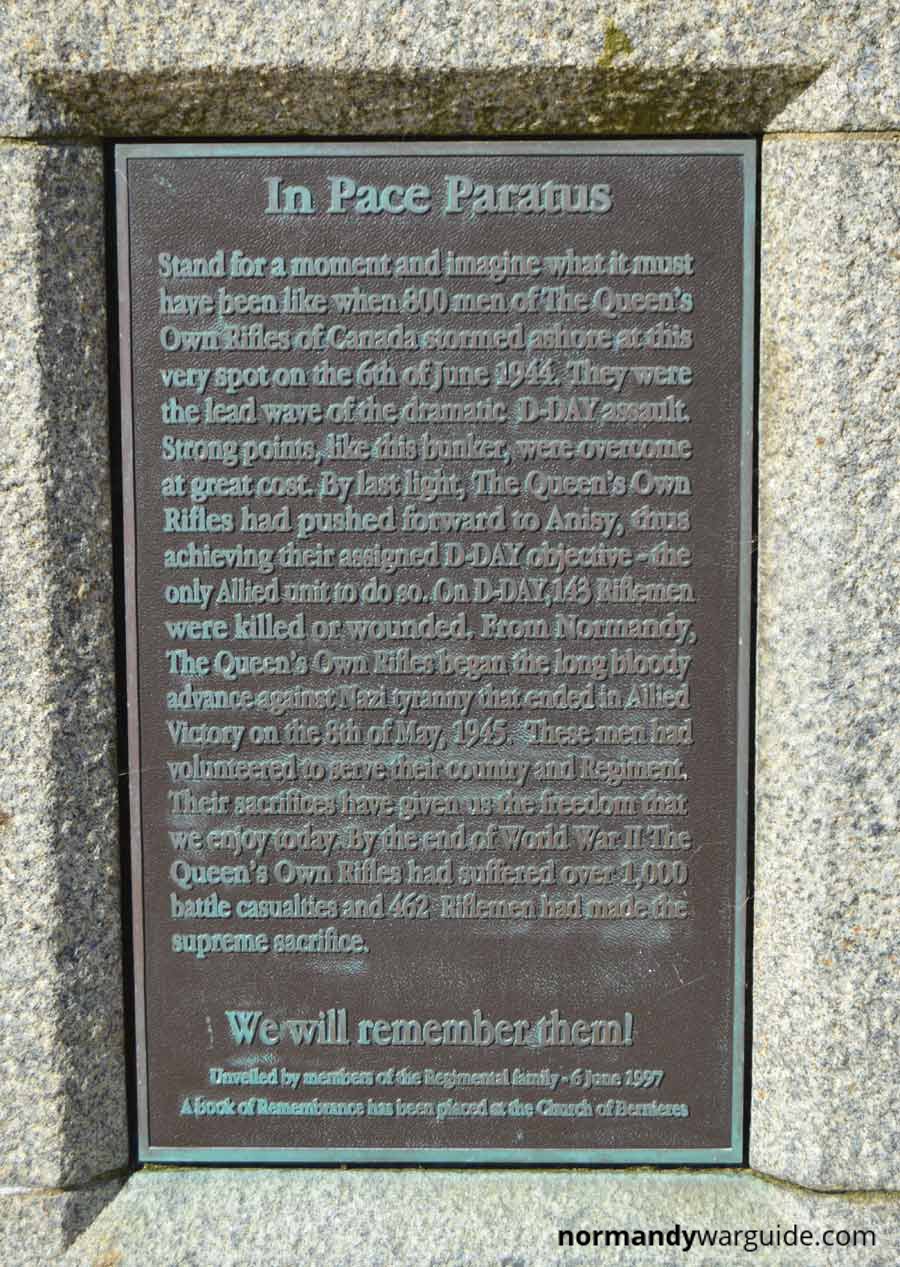 In Pace Paratus
Stand for a moment and imagine what it must
have been like when 800 men of The Queen's
Own Rifles of Canada stormed ashore at this
very spot on the 6th of June 1944. They were
the lead wave of the dramatic D-DAY assault.
Strong points, like this bunker, were overcome
at great cost. By last light, The Queen's Own
Rifles had pushed forward to Anisy, thus
achieving their assigned D-DAY objective - the
only Allied unit to do so. On D-DAY, 143 Riflemen
were killed or wounded. From Normandy,
The Queen's Own Rifles began the long bloody
advance against Nazi tyranny that ended in Allied
Victory on the 8th of May, 1945. These men had
volunteered to serve their country and Regiment.
Their sacrifices have given us the freedom that
we enjoy today. By the end of World War II The
Queen's Own Rifles had suffered over 1,000
battle casualties and 462 Riflemen had made the
supreme sacrifice.
We will remember them!
Unveiled by members of the Regimental family - 6 June 1997
A Book of Remembrance has been placed at the Church of Bernieres
normandywarguide.com